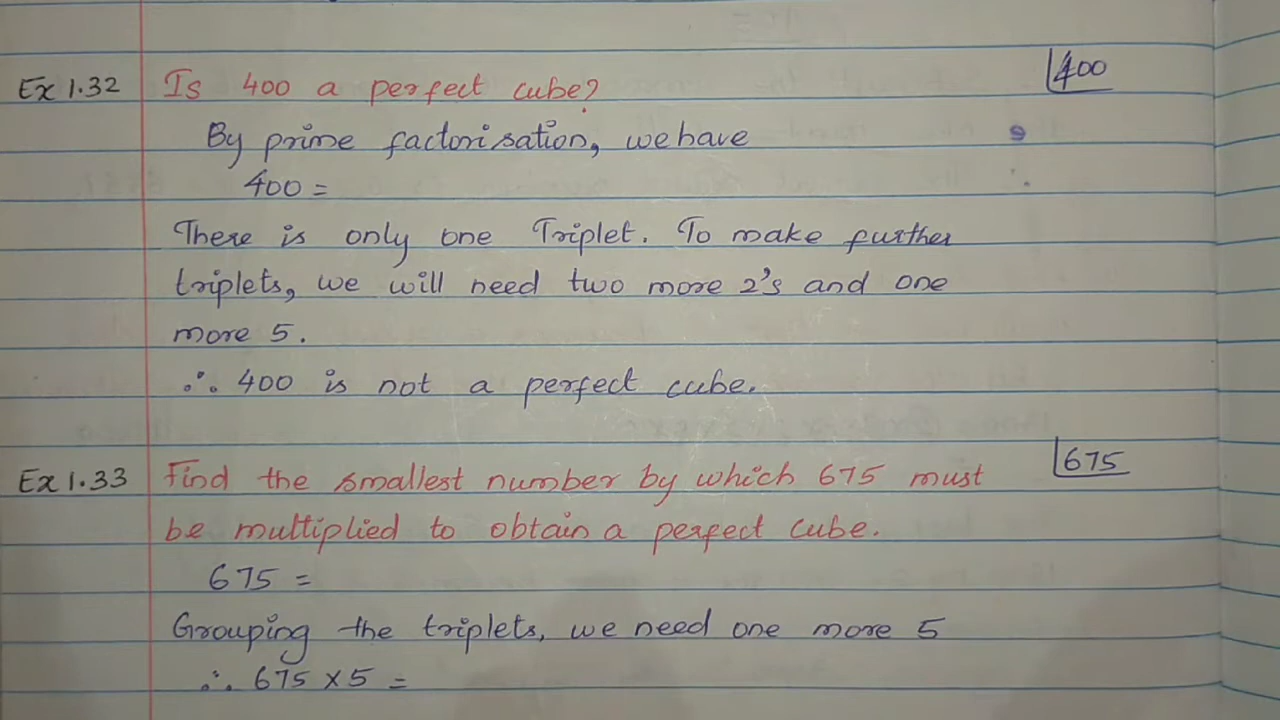 400
Ex 1.32 Is 400 a perfect cube?
By prime factorisation, we have
400 =
There is only one Triplet. To make further
triplets, we will need two more 2's and one
more 5.
∴ 400 is not a perfect cube.
675
Ex 1.33 Find the smallest number by which 675 must
be multiplied to obtain a perfect cube.
675 =
Grouping the triplets, we need one more 5
∴ 675 × 5 =